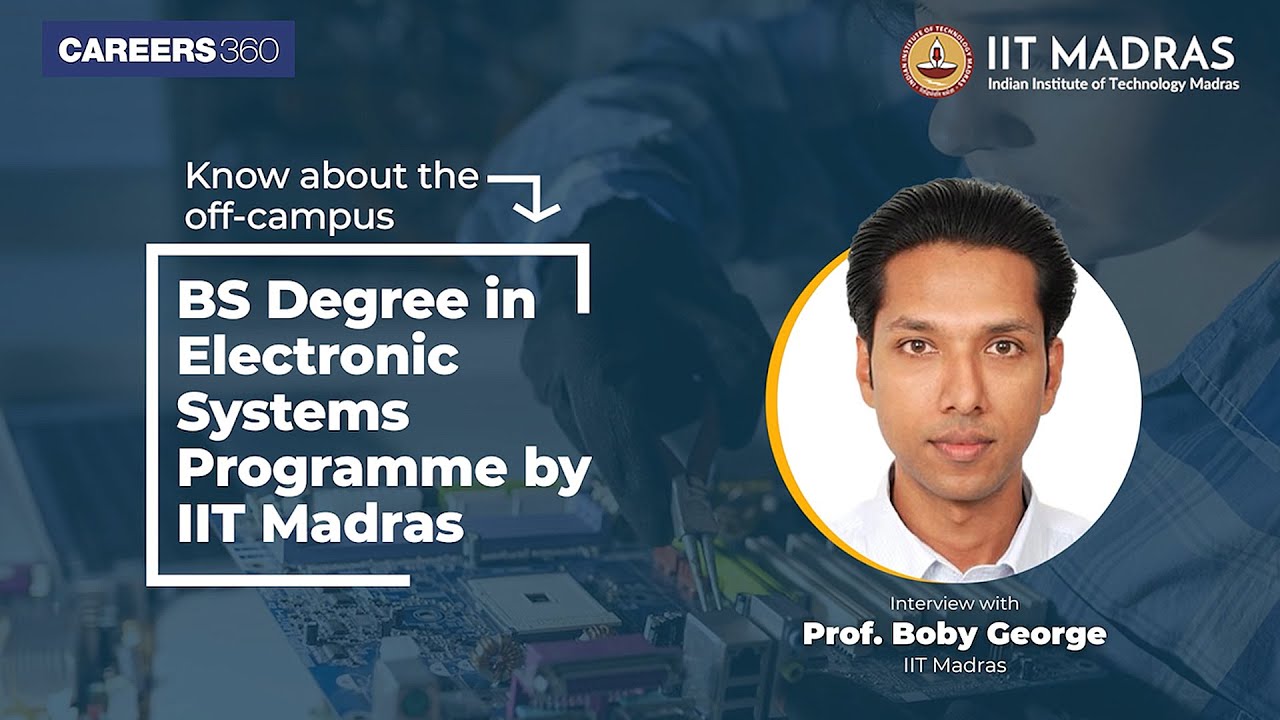 CAREERS360
IIT MADRAS
Indian Institute of Technology Madras
Know about the
off-campus
BS Degree in
Electronic
Systems
Programme by
IIT Madras
Interview with
Prof. Boby George
IIT Madras